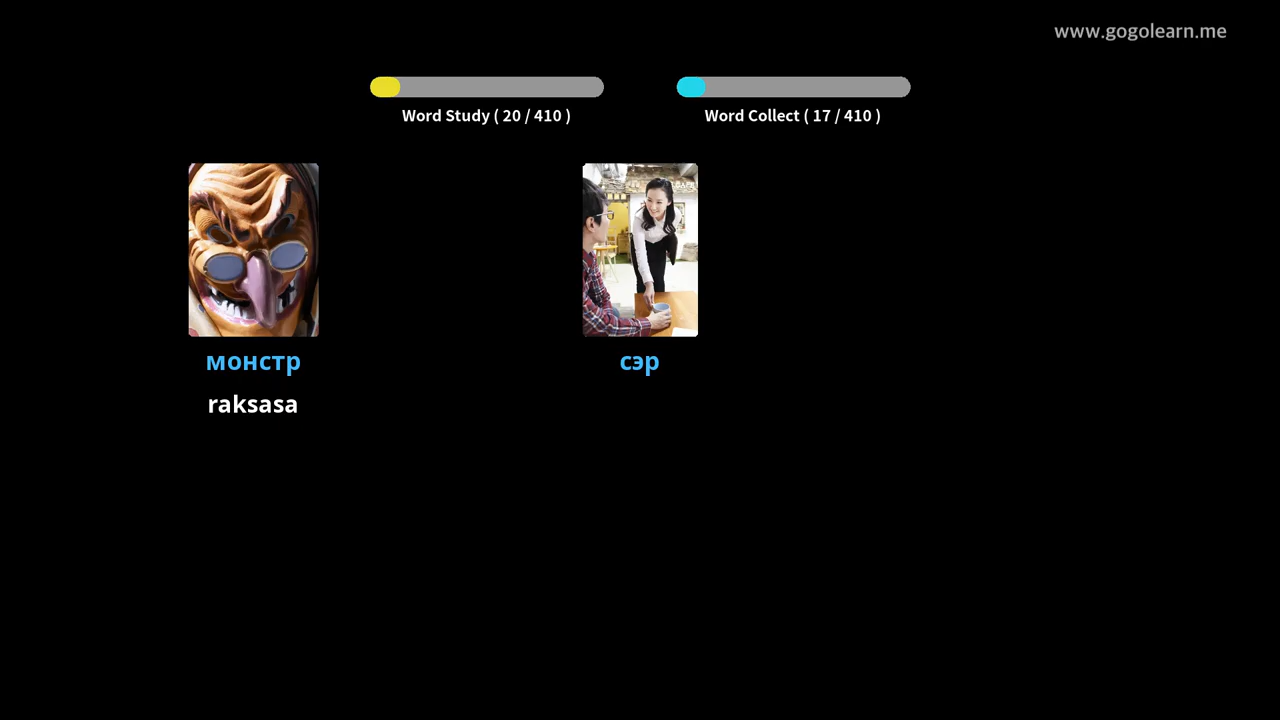 www.gogolearn.me
Word Study ( 20 / 410 )
Word Collect ( 17 / 410 )
монстр
сэр
raksasa